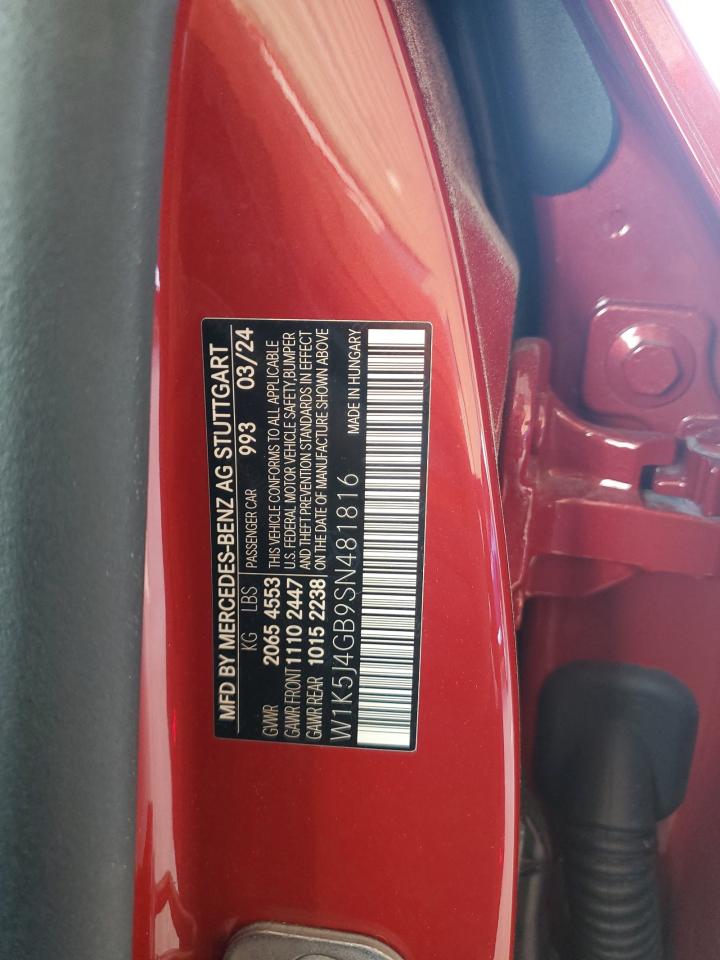 MFD BY MERCEDES-BENZ AG STUTTGART
KG LBS PASSENGER CAR 993 03/24
GVWR 2065 4553 THIS VEHICLE CONFORMS TO ALL APPLICABLE
GAWR FRONT 1110 2447 U.S. FEDERAL MOTOR VEHICLE SAFETY,BUMPER
GAWR REAR 1015 2238 AND THEFT PREVENTION STANDARDS IN EFFECT
ON THE DATE OF MANUFACTURE SHOWN ABOVE
W1K5J4GB9SN481816 MADE IN HUNGARY